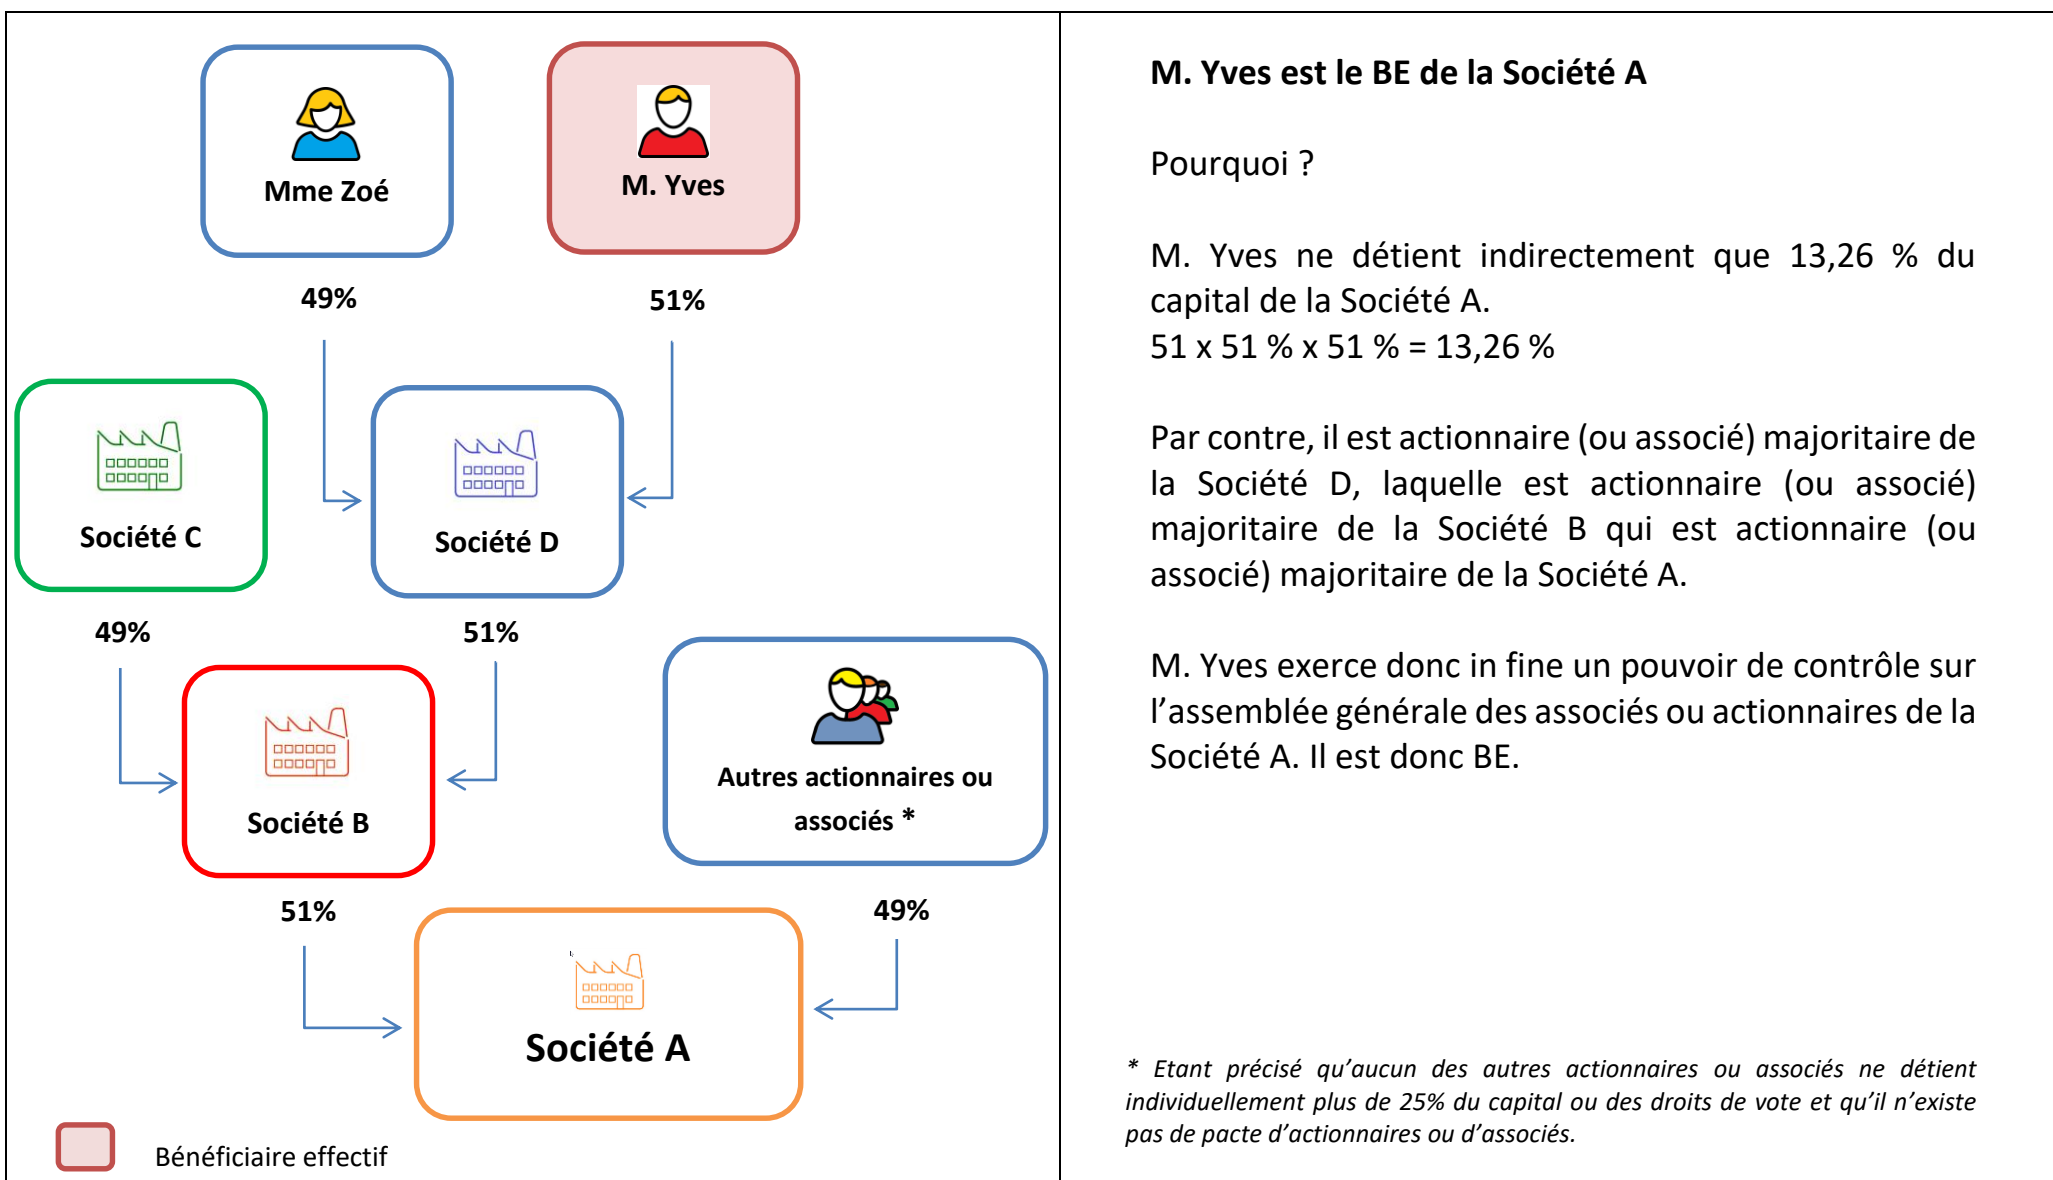 Mme Zoé
M. Yves
49%
51%
Société C
Société D
49%
51%
Société B
Autres actionnaires ou
associés *
51%
49%
Société A
Bénéficiaire effectif
M. Yves est le BE de la Société A
Pourquoi ?
M. Yves ne détient indirectement que 13,26 % du
capital de la Société A.
51 x 51 % x 51 % = 13,26 %
Par contre, il est actionnaire (ou associé) majoritaire de
la Société D, laquelle est actionnaire (ou associé)
majoritaire de la Société B qui est actionnaire (ou
associé) majoritaire de la Société A.
M. Yves exerce donc in fine un pouvoir de contrôle sur
l’assemblée générale des associés ou actionnaires de la
Société A. Il est donc BE.
* Etant précisé qu’aucun des autres actionnaires ou associés ne détient
individuellement plus de 25% du capital ou des droits de vote et qu’il n’existe
pas de pacte d’actionnaires ou d’associés.